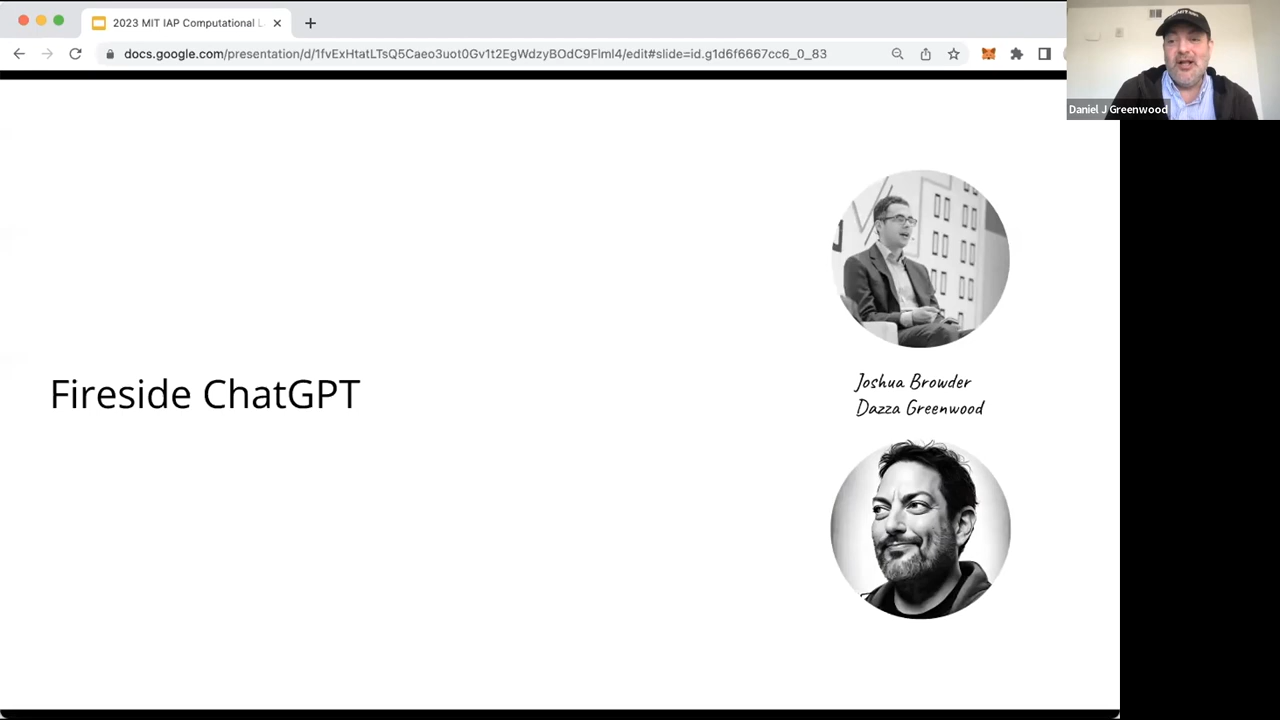 2023 MIT IAP Computational L
docs.google.com/presentation/d/1fvExHtatLTsQ5Caeo3uot0Gv1t2EgWdzyBOdC9Flml4/edit#slide=id.g1d6f6667cc6_0_83
Daniel J Greenwood
Fireside ChatGPT
Joshua Browder
Dazza Greenwood